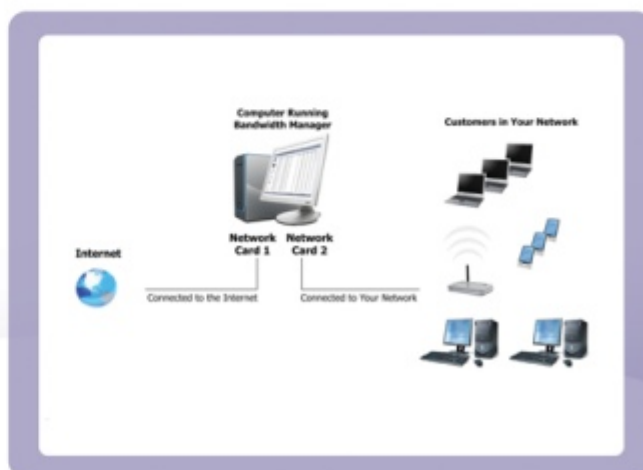 Computer Running
Bandwidth Manager
Customers in Your Network
Network
Card 1
Network
Card 2
Internet
Connected to the Internet
Connected to Your Network